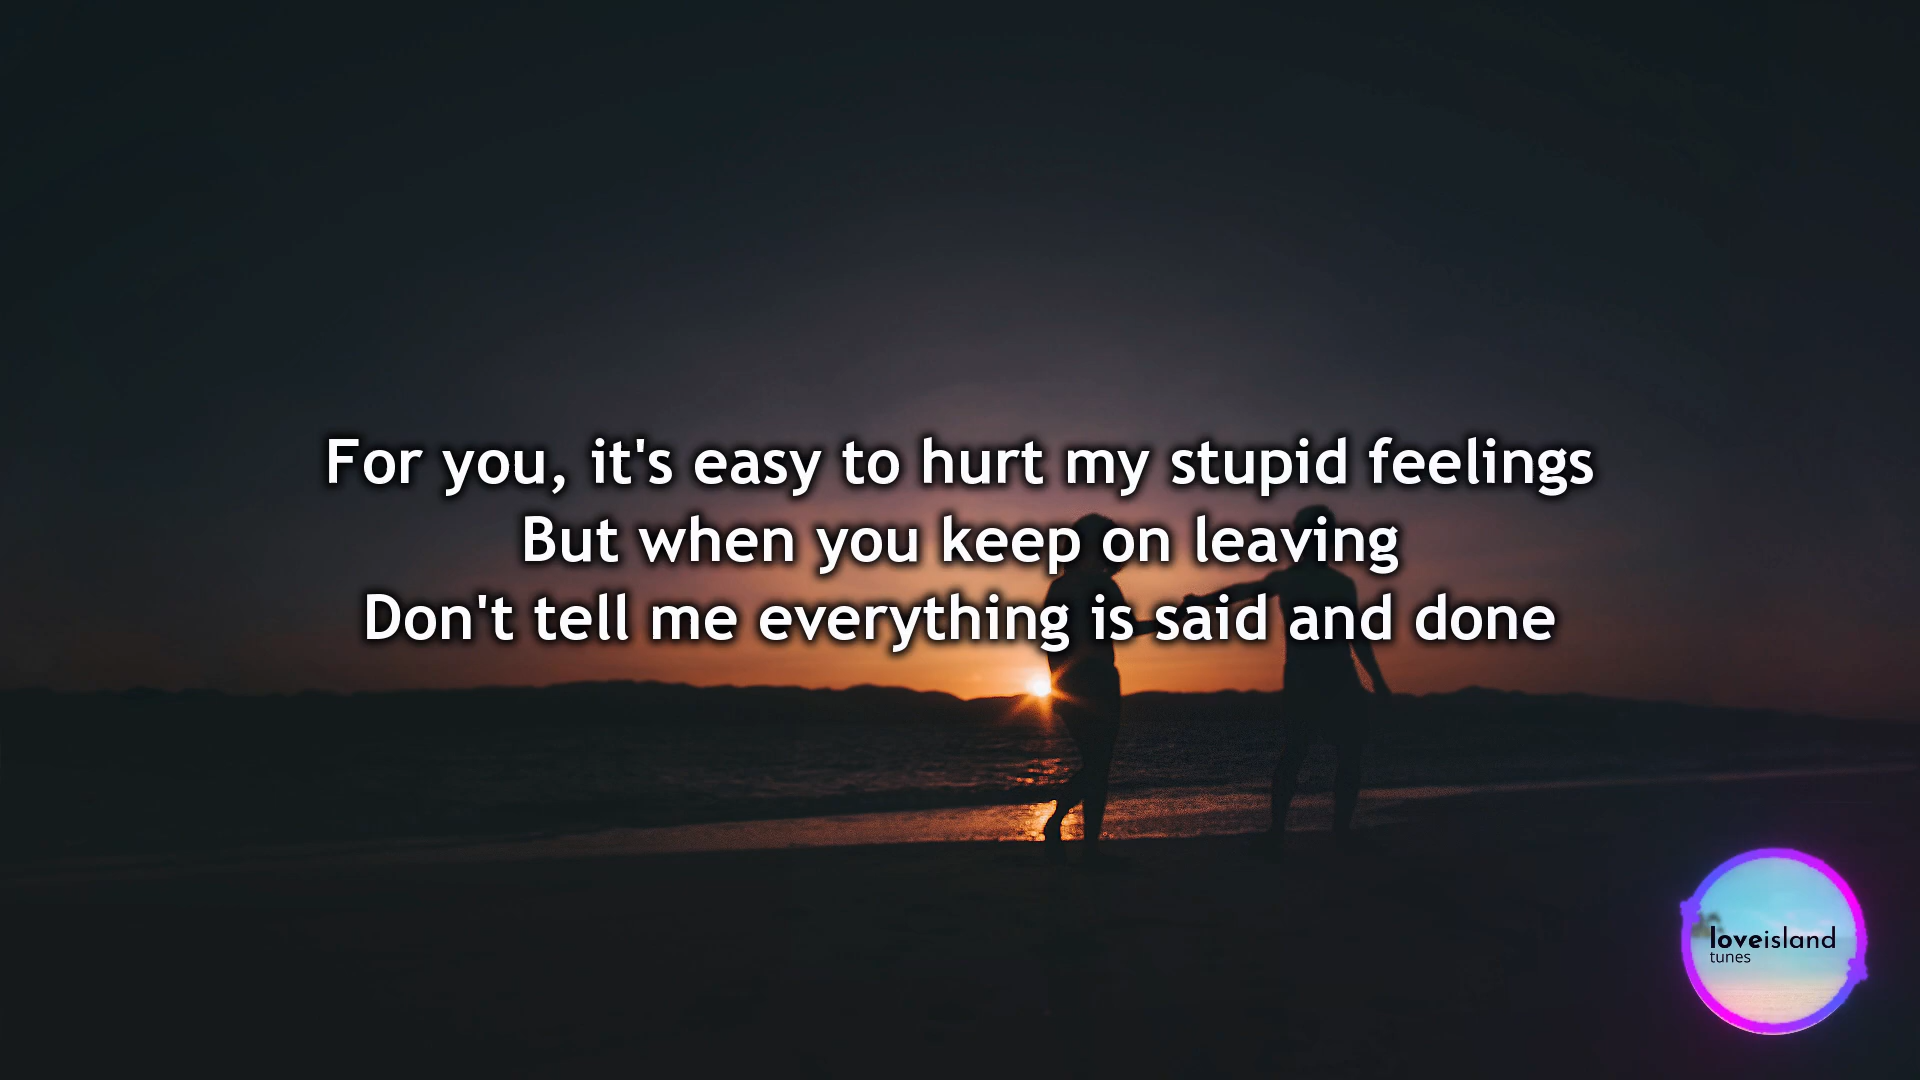 For you, it's easy to hurt my stupid feelings
But when you keep on leaving
Don't tell me everything is said and done
loveisland
tunes